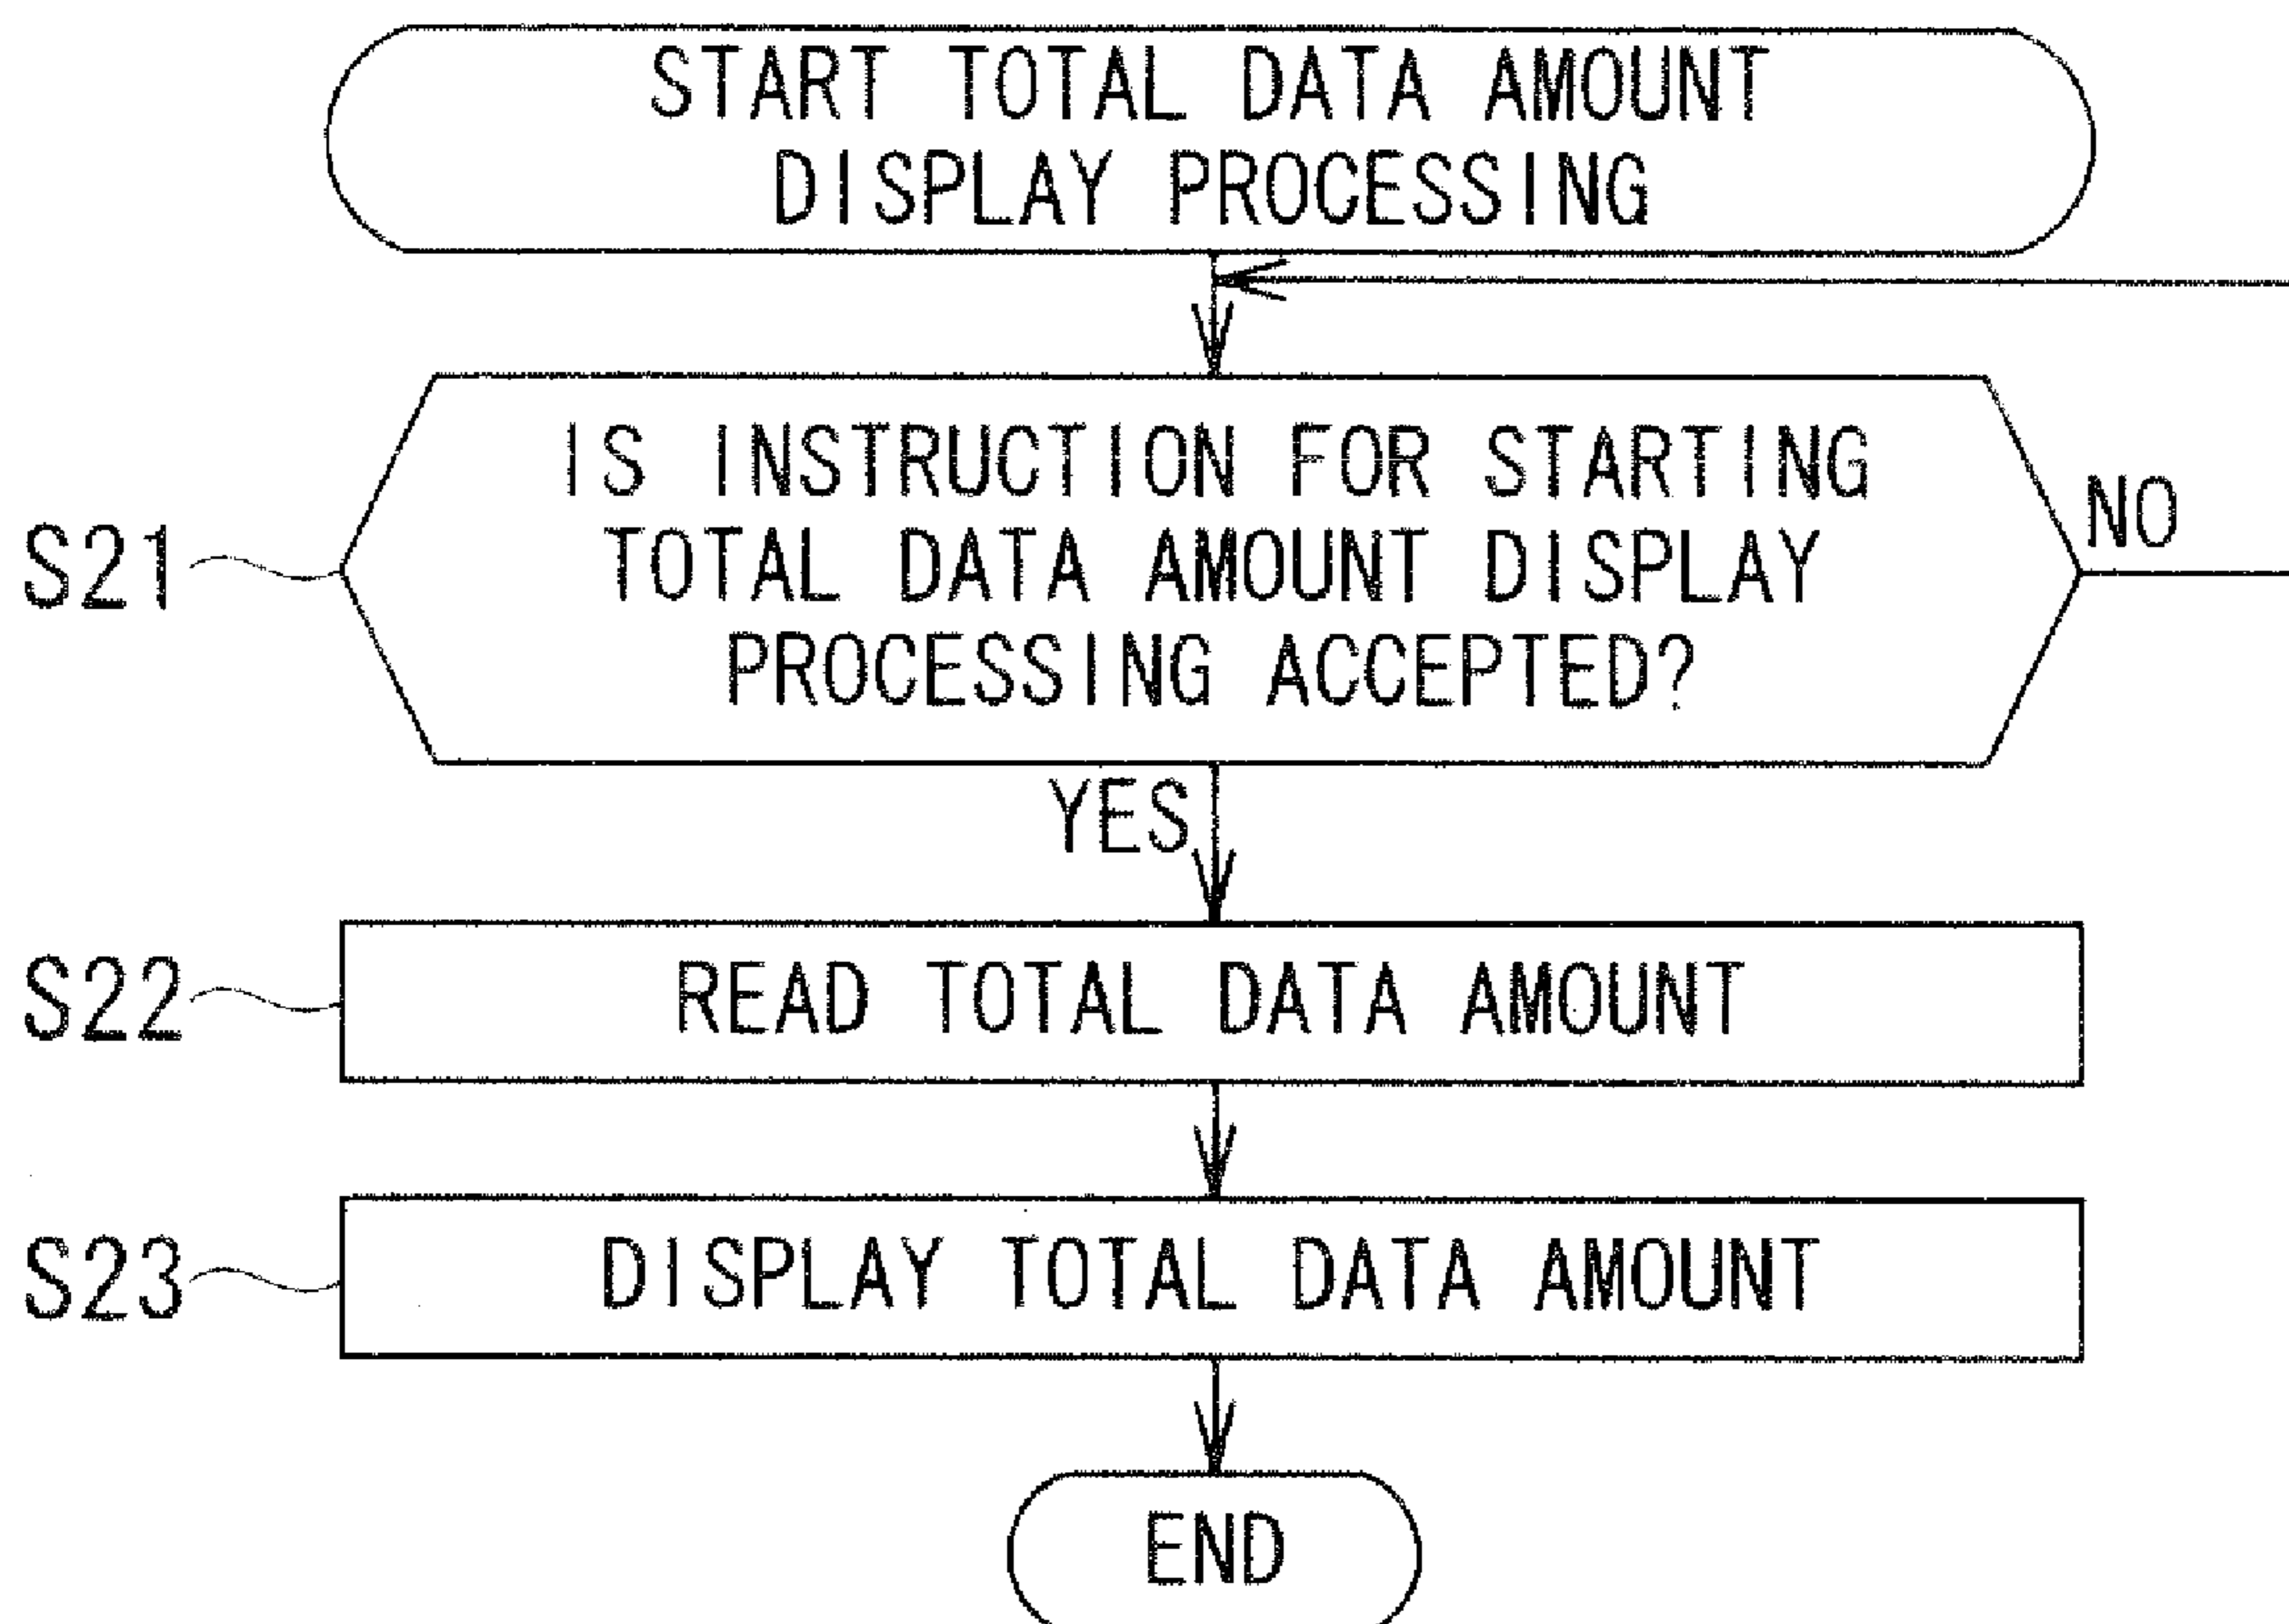 START TOTAL DATA AMOUNT
DISPLAY PROCESSING
IS INSTRUCTION FOR STARTING
TOTAL DATA AMOUNT DISPLAY
PROCESSING ACCEPTED?
S21
NO
YES
S22
READ TOTAL DATA AMOUNT
S23
DISPLAY TOTAL DATA AMOUNT
END